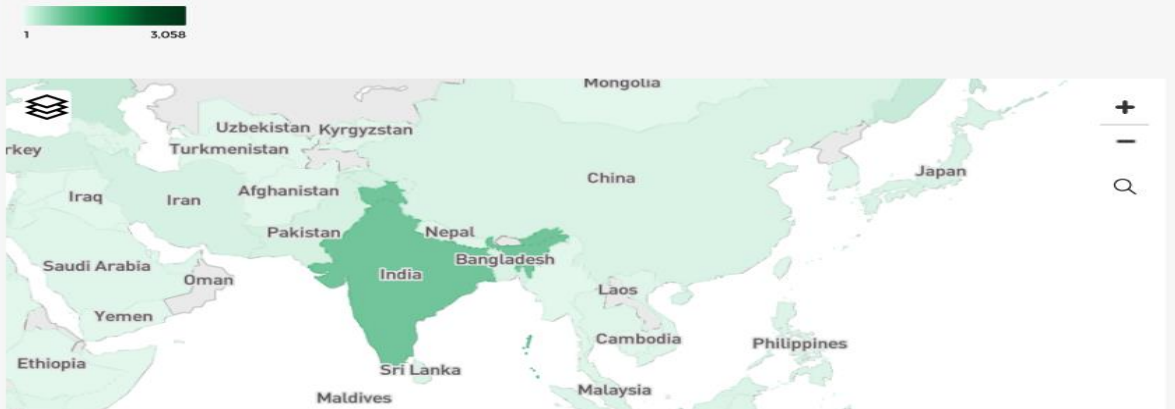 1 3.058
Mongolia
Uzbekistan Kyrgyzstan
rkey Turkmenistan
China
Japan
Iraq Iran Afghanistan
Pakistan Nepal
Bangladesh
Saudi Arabia India
Oman
Laos
Yemen
Cambodia Philippines
Ethiopia
Sri Lanka
Malaysia
Maldives